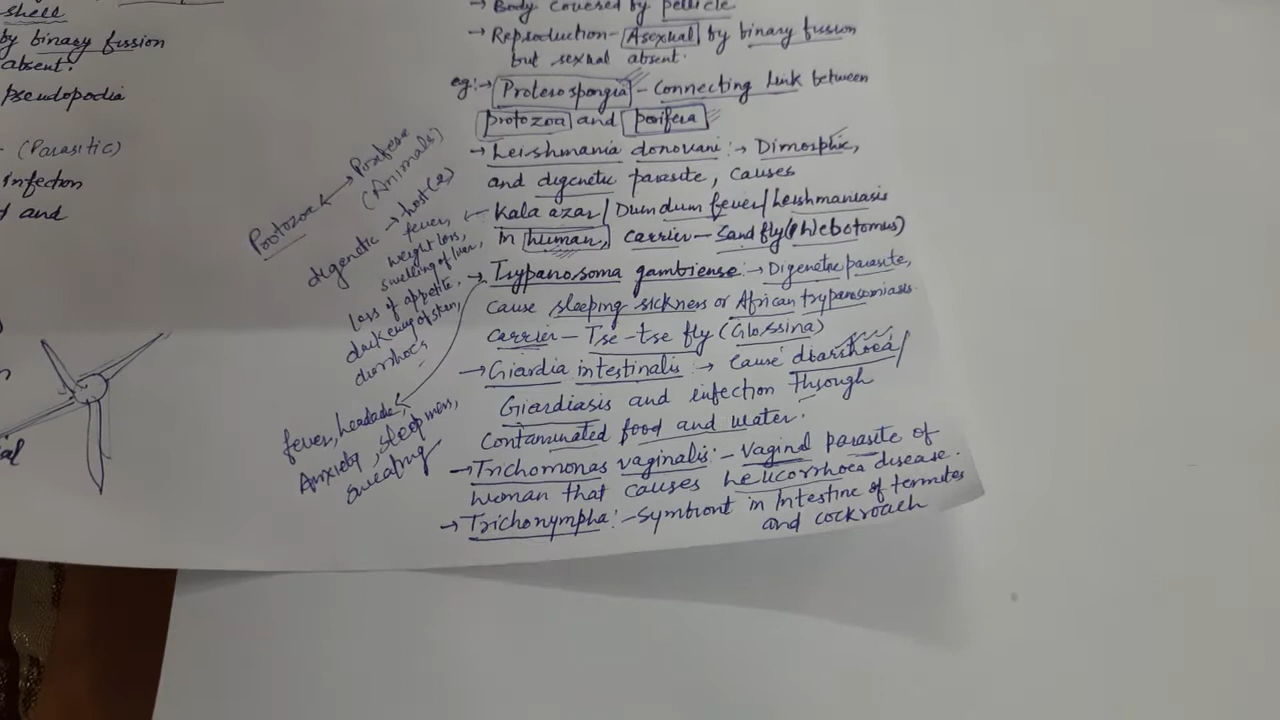 shell
by binary fission
absent.
pseudopodia
- (Parasitic)
infection
d and
→ Body covered by pellicle
→ Reproduction- Asexual by binary fission
but sexual absent.
eg:→ Proterospongia - Connecting link between
protozoa and porifera
→ Leishmania donovani :→ Dimorphic,
and digenetic parasite, causes
Kala azar/ Dumdum fever/Leishmaniasis
in human, carrier - Sandfly(Phlebotomus)
→ Trypanosoma gambiense :→ Digenetic parasite,
cause sleeping sickness or African trypanosomiasis.
carrier - Tse-tse fly (Glossina)
→ Giardia intestinalis → Cause diarrhoea/
Giardiasis and infection through
Contaminated food and water.
→ Trichomonas vaginalis:- Vaginal parasite of
human that causes leucorrhoea disease.
→ Trichonympha:- Symbiont in Intestine of termites
and cockroach
Protozoa ↔ Porifera
(Animals)
digenetic → host(2)
fever,
weight loss,
swelling of liver,
loss of appetite,
darkening of skin,
diarrhoea
fever, headache,
Anxiety, sleepiness,
sweating